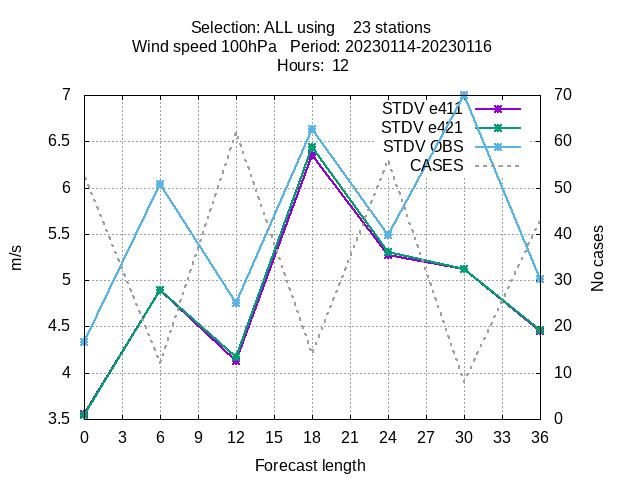 Selection: ALL using    23 stations
Wind speed 100hPa   Period: 20230114-20230116
Hours:  12
STDV e411
STDV e421
STDV OBS
CASES
7
6.5
6
5.5
5
4.5
4
3.5
70
60
50
40
30
20
10
0
m/s
No cases
0 3 6 9 12 15 18 21 24 27 30 33 36
Forecast length